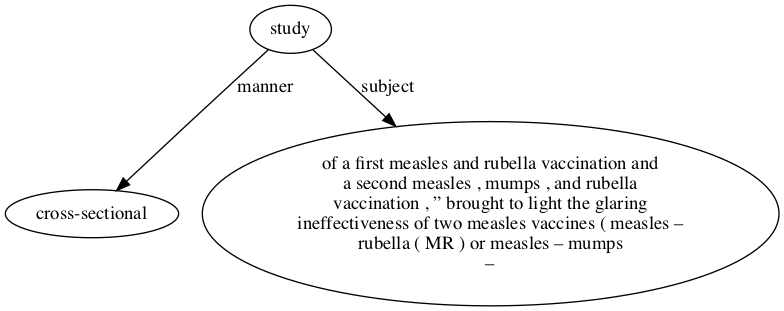 study
manner
subject
cross-sectional
of a first measles and rubella vaccination and
a second measles , mumps , and rubella
vaccination , ” brought to light the glaring
ineffectiveness of two measles vaccines ( measles –
rubella ( MR ) or measles – mumps
–